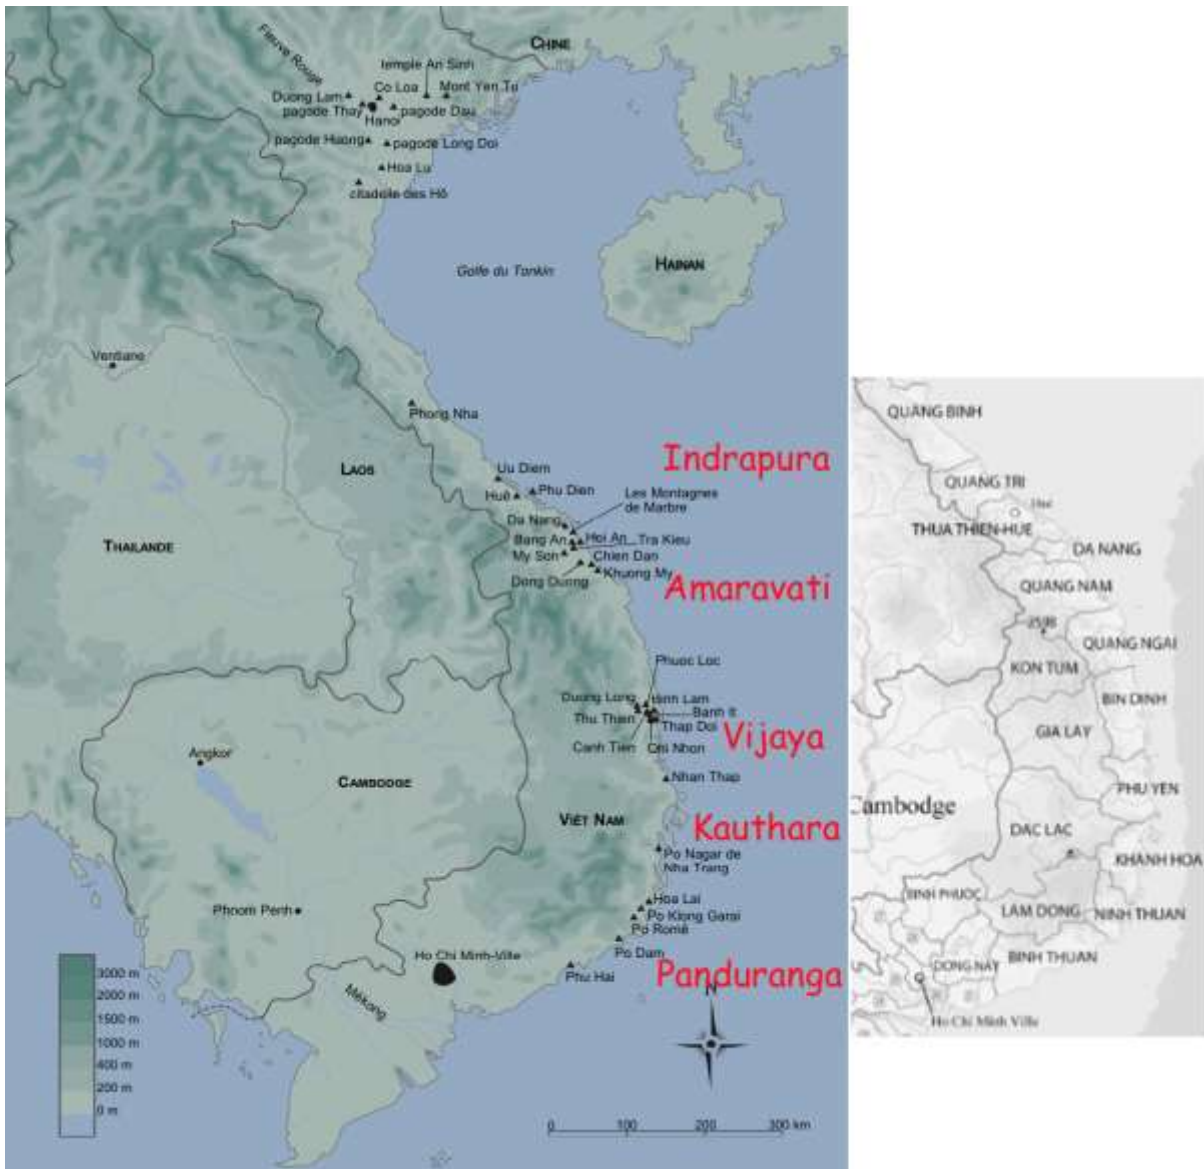 CHINE
Fleuve Rouge
temple An Sinh
Co Loa
Mont Yen Tu
Duong Lam
pagode Thay
Hanoi
pagode Dau
pagode Huong
pagode Long Doi
Hoa Lu
citadelle des Hô
Golfe du Tonkin
HAINAN
Ventiane
Phong Nha
LAOS
Indrapura
Uu Diem
Huê
Phu Dien
Les Montagnes
de Marbre
Da Nang
THAILANDE
Bang An
Hoi An
Tra Kieu
My Son
Chien Dan
Dong Duong
Khuong My
Amaravati
Phuoc Loc
Duong Long
Binh Lam
Thu Thien
Banh It
Thap Doi
Canh Tien
Qhi Nhon
Vijaya
Angkor
CAMBODGE
Nhan Thap
VIÊT NAM
Kauthara
Po Nagar de
Nha Trang
Hoa Lai
Phnom Penh
Po Klong Garai
Po Romê
Po Dam
Ho Chi Minh-Ville
Phu Hai
Panduranga
Mékong
N
3000 m
2000 m
1500 m
1000 m
400 m
200 m
0 m
0 100 200 300 km
QUANG BINH
QUANG TRI
Hué
THUA THIEN-HUE
DA NANG
QUANG NAM
2598
QUANG NGAI
KON TUM
BIN DINH
GIA LAY
PHU YEN
Cambodge
DAC LAC
KHANH HOA
BINH PHUOC
LAM DONG
NINH THUAN
DONG NAY
BINH THUAN
Ho Chi Minh Ville